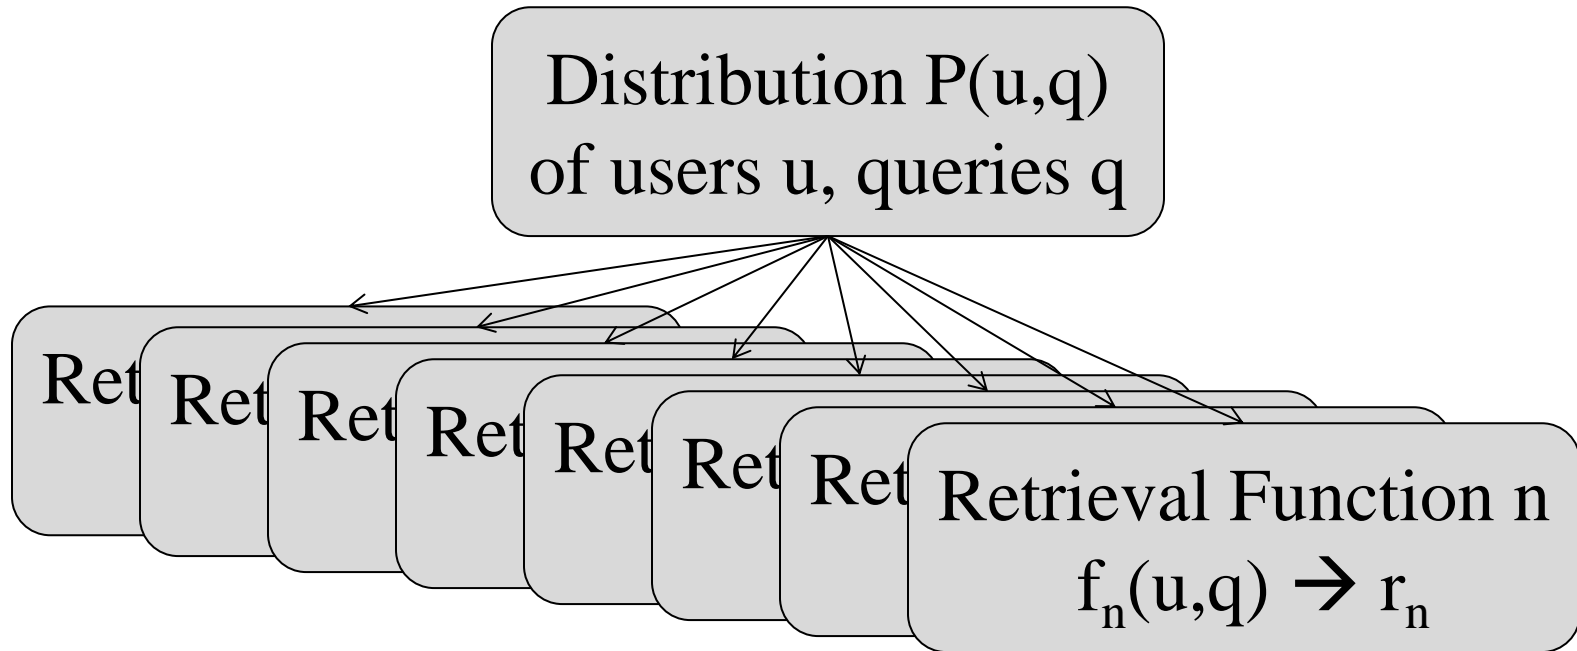 Distribution P(u,q)
of users u, queries q
Ret
Ret
Ret
Ret
Ret
Ret
Ret
Retrieval Function n
fₙ(u,q) → rₙ